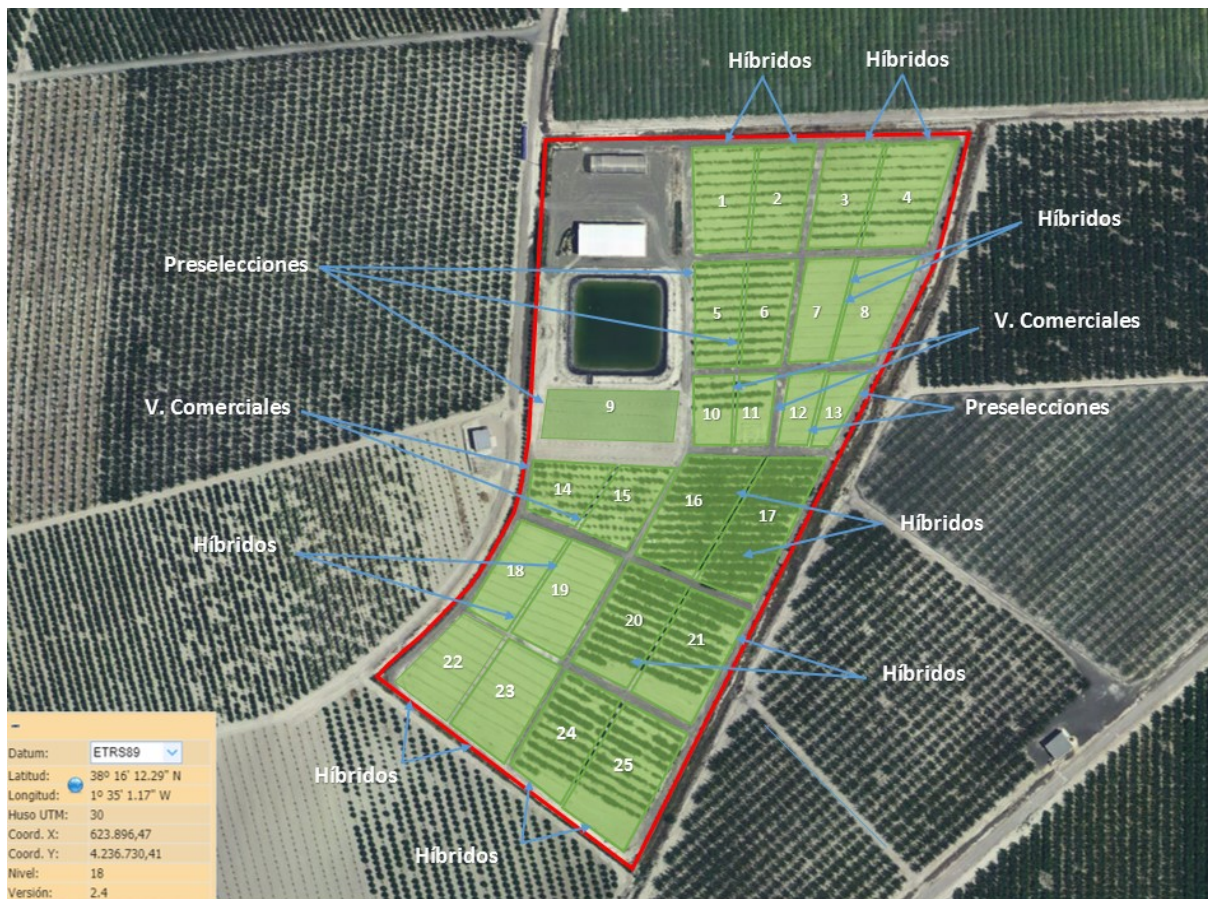 Híbridos
Híbridos
1
2
3
4
Híbridos
Preselecciones
5
6
7
8
V. Comerciales
9
V. Comerciales
10
11
12
13
Preselecciones
14
15
16
17
Híbridos
Híbridos
18
19
20
21
Híbridos
22
23
24
25
Híbridos
Híbridos
-
Datum: ETRS89
Latitud: 38º 16' 12.29" N
Longitud: 1º 35' 1.17" W
Huso UTM: 30
Coord. X: 623.896,47
Coord. Y: 4.236.730,41
Nivel: 18
Versión: 2.4